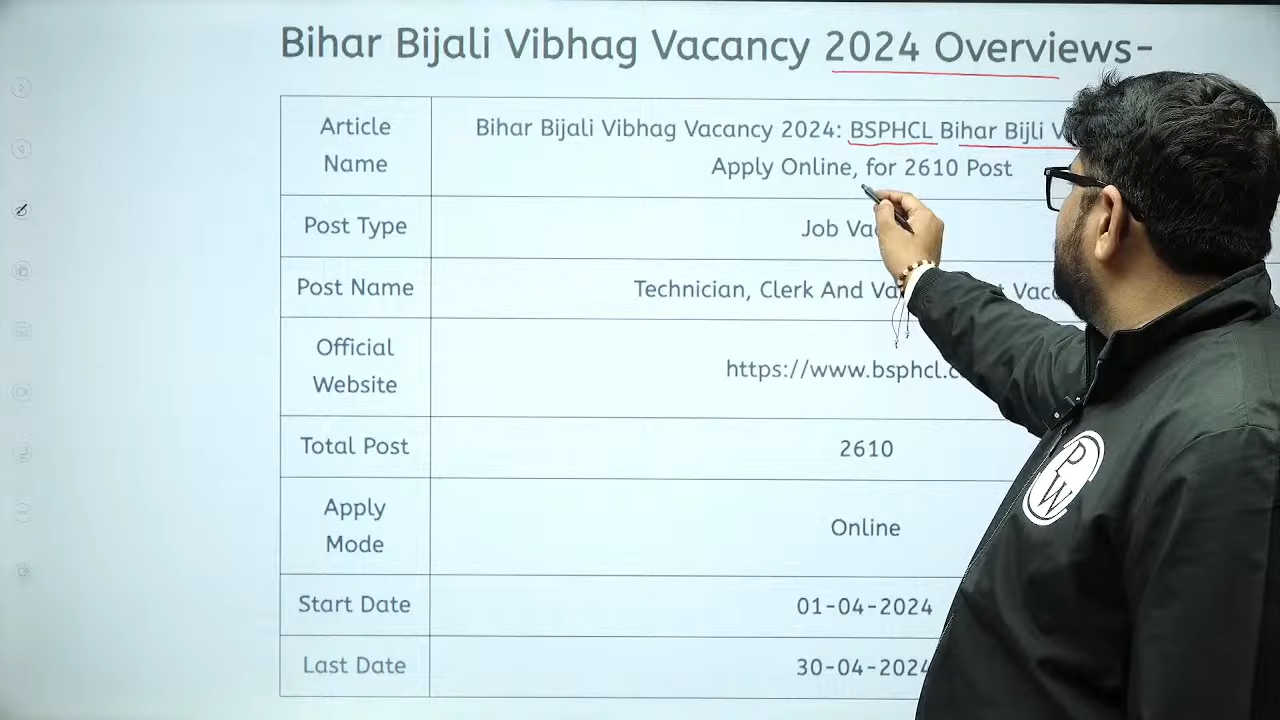 Bihar Bijali Vibhag Vacancy 2024 Overviews-
Article Name
Bihar Bijali Vibhag Vacancy 2024: BSPHCL Bihar Bijli
Apply Online, for 2610 Post
Post Type
Job
Post Name
Technician, Clerk And
Official Website
https://www.bsphcl.
Total Post
2610
Apply Mode
Online
Start Date
01-04-2024
Last Date
30-04-2024
PW